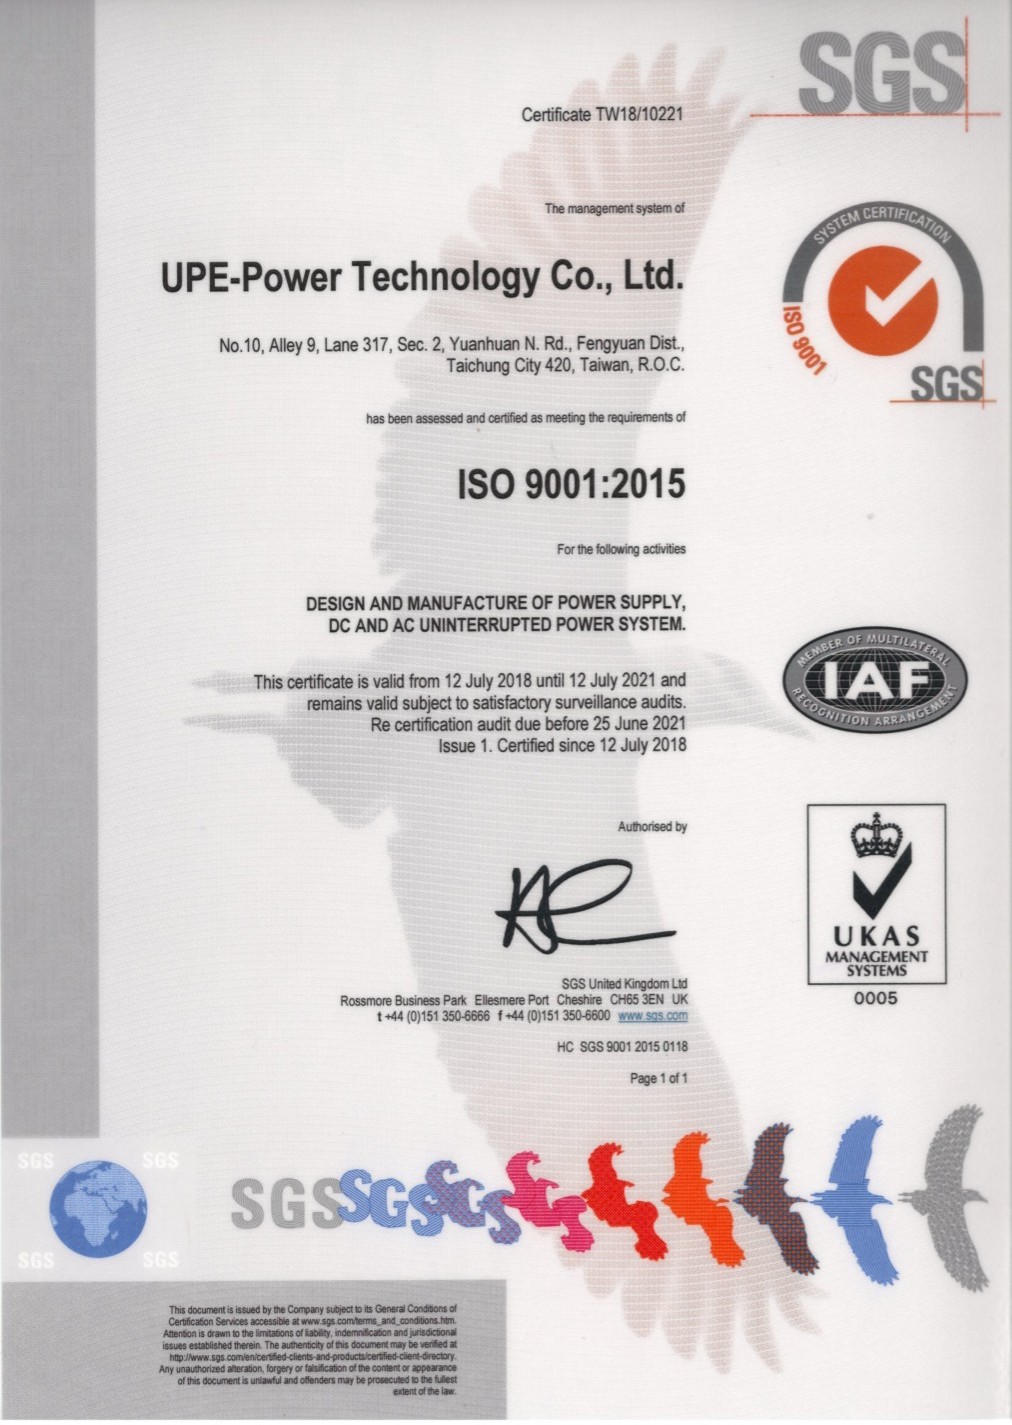 SGS
Certificate TW18/10221
The management system of
UPE-Power Technology Co., Ltd.
No.10, Alley 9, Lane 317, Sec. 2, Yuanhuan N. Rd., Fengyuan Dist.,
Taichung City 420, Taiwan, R.O.C.
SYSTEM CERTIFICATION
ISO 9001
SGS
has been assessed and certified as meeting the requirements of
ISO 9001:2015
For the following activities
DESIGN AND MANUFACTURE OF POWER SUPPLY,
DC AND AC UNINTERRUPTED POWER SYSTEM.
This certificate is valid from 12 July 2018 until 12 July 2021 and
remains valid subject to satisfactory surveillance audits.
Re certification audit due before 25 June 2021
Issue 1. Certified since 12 July 2018
MEMBER OF MULTILATERAL
IAF
RECOGNITION ARRANGEMENT
Authorised by
UKAS
MANAGEMENT
SYSTEMS
0005
SGS United Kingdom Ltd
Rossmore Business Park Ellesmere Port Cheshire CH65 3EN UK
t +44 (0)151 350-6666 f +44 (0)151 350-6600 www.sgs.com
HC SGS 9001 2015 0118
Page 1 of 1
SGS SGS
SGS SGS
SGS SGS SGS
This document is issued by the Company subject to its General Conditions of
Certification Services accessible at www.sgs.com/terms_and_conditions.htm.
Attention is drawn to the limitations of liability, indemnification and jurisdictional
issues established therein. The authenticity of this document may be verified at
http://www.sgs.com/en/certified-clients-and-products/certified-client-directory.
Any unauthorized alteration, forgery or falsification of the content or appearance
of this document is unlawful and offenders may be prosecuted to the fullest
extent of the law.